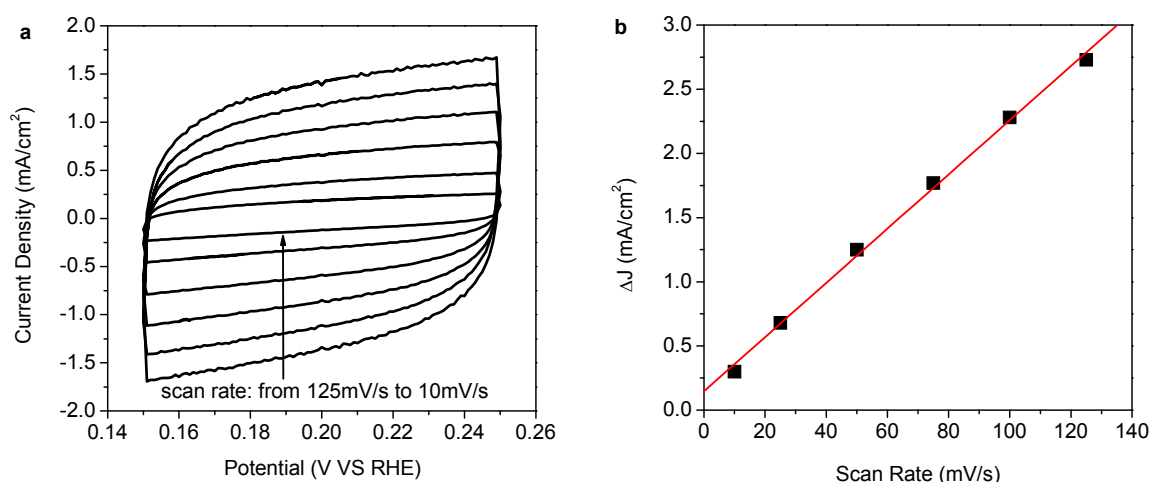 a
2.0
1.5
1.0
0.5
0.0
-0.5
-1.0
-1.5
-2.0
Current Density (mA/cm²)
scan rate: from 125mV/s to 10mV/s
0.14 0.16 0.18 0.20 0.22 0.24 0.26
Potential (V VS RHE)
b
3.0
2.5
2.0
1.5
1.0
0.5
0.0
ΔJ (mA/cm²)
0 20 40 60 80 100 120 140
Scan Rate (mV/s)